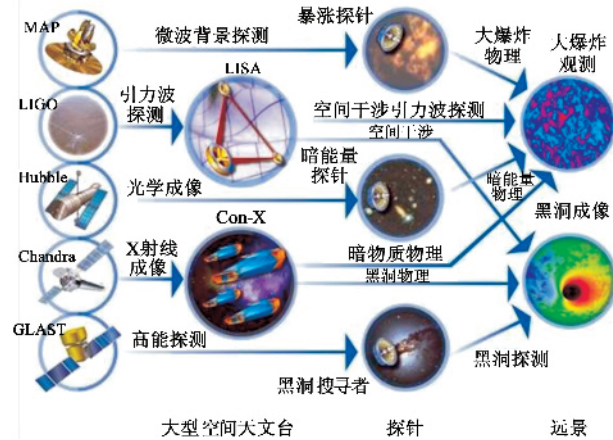 MAP
微波背景探测
暴涨探针
大爆炸
物理
大爆炸
观测
LIGO
引力波
探测
LISA
空间干涉引力波探测
空间干涉
Hubble
光学成像
暗能量
探针
暗能量
物理
黑洞成像
Chandra
X射线
成像
Con-X
暗物质物理
黑洞物理
GLAST
高能探测
黑洞搜寻者
黑洞探测
大型空间天文台
探针
远景